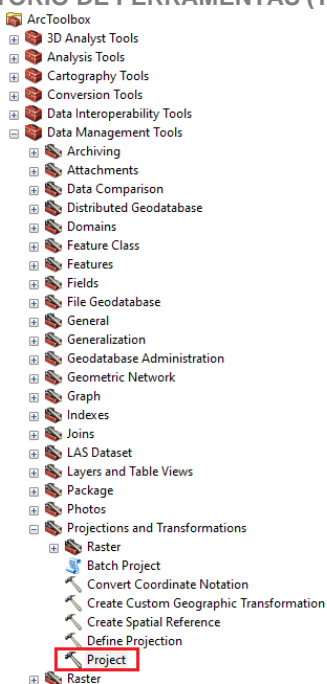 TÓRIO DE FERRAMENTAS (T
ArcToolbox
3D Analyst Tools
Analysis Tools
Cartography Tools
Conversion Tools
Data Interoperability Tools
Data Management Tools
Archiving
Attachments
Data Comparison
Distributed Geodatabase
Domains
Feature Class
Features
Fields
File Geodatabase
General
Generalization
Geodatabase Administration
Geometric Network
Graph
Indexes
Joins
LAS Dataset
Layers and Table Views
Package
Photos
Projections and Transformations
Raster
Batch Project
Convert Coordinate Notation
Create Custom Geographic Transformation
Create Spatial Reference
Define Projection
Project
Raster